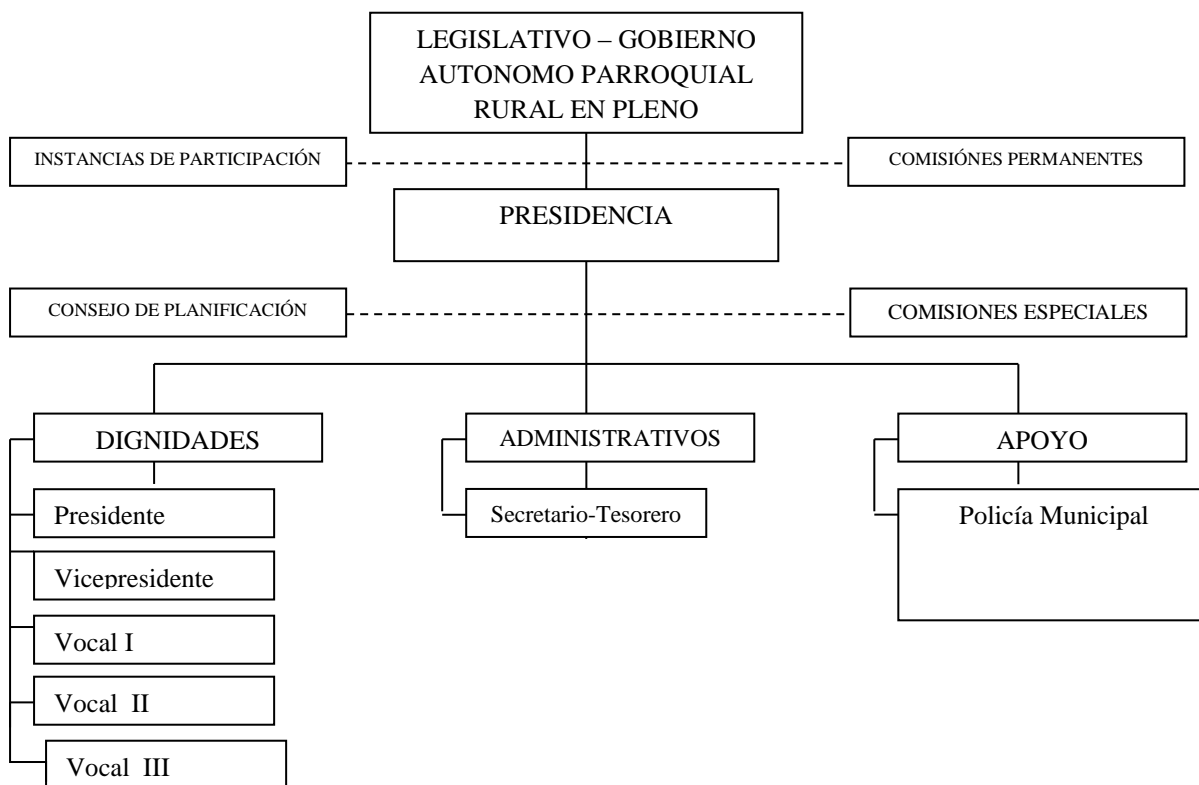 LEGISLATIVO – GOBIERNO
AUTONOMO PARROQUIAL
RURAL EN PLENO
INSTANCIAS DE PARTICIPACIÓN
COMISIÓNES PERMANENTES
PRESIDENCIA
CONSEJO DE PLANIFICACIÓN
COMISIONES ESPECIALES
DIGNIDADES
ADMINISTRATIVOS
APOYO
Presidente
Secretario-Tesorero
Policía Municipal
Vicepresidente
Vocal I
Vocal II
Vocal III